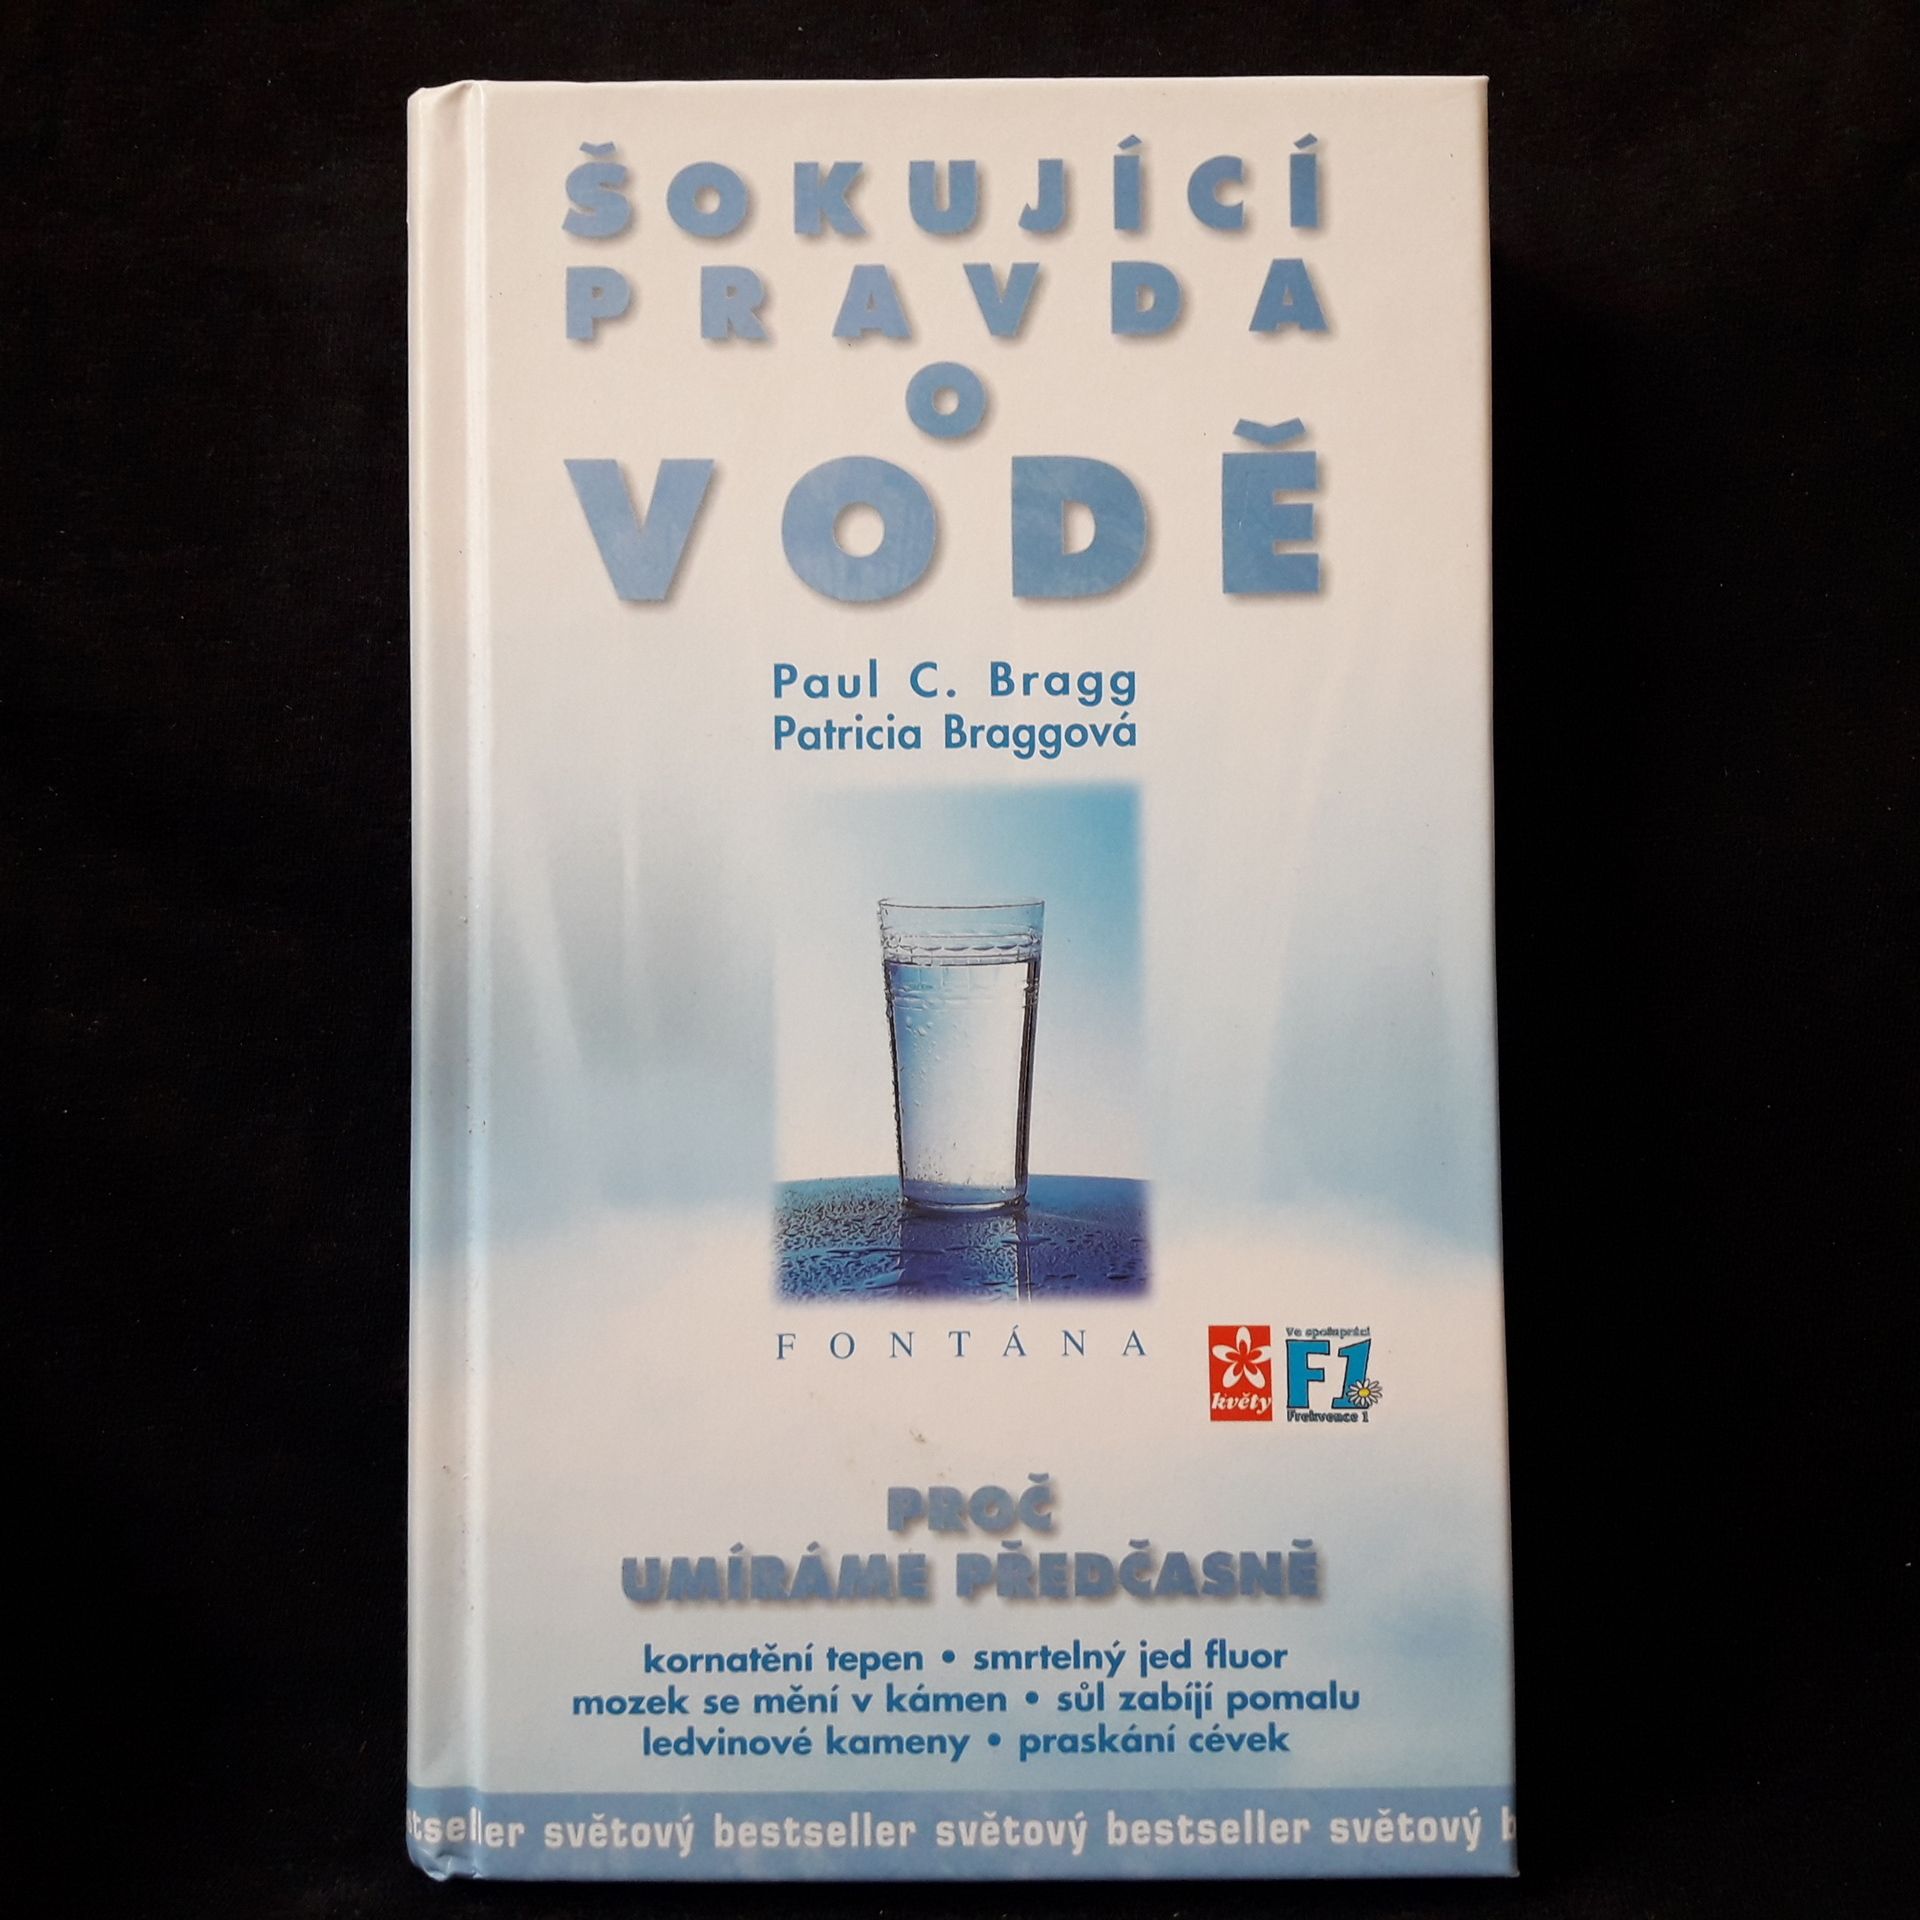 ŠOKUJÍCÍ
PRAVDA
O
VODĚ
Paul C. Bragg
Patricia Braggová
FONTÁNA
květy
Ve spolupráci
F1
Frekvence 1
PROČ
UMÍRÁME PŘEDČASNĚ
kornatění tepen • smrtelný jed fluor
mozek se mění v kámen • sůl zabíjí pomalu
ledvinové kameny • praskání cévek
tseller světový bestseller světový bestseller světový b